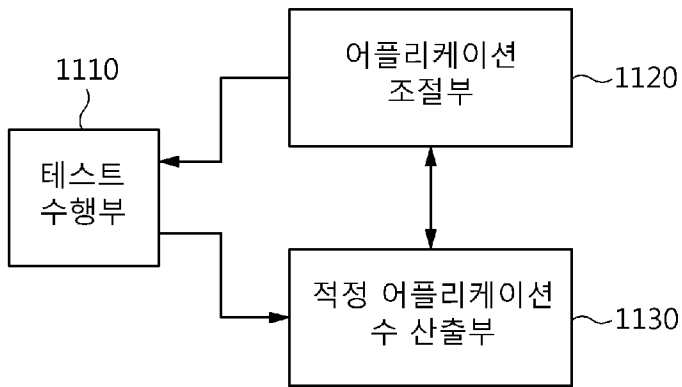 1110
테스트
수행부
어플리케이션
조절부
1120
적정 어플리케이션
수 산출부
1130